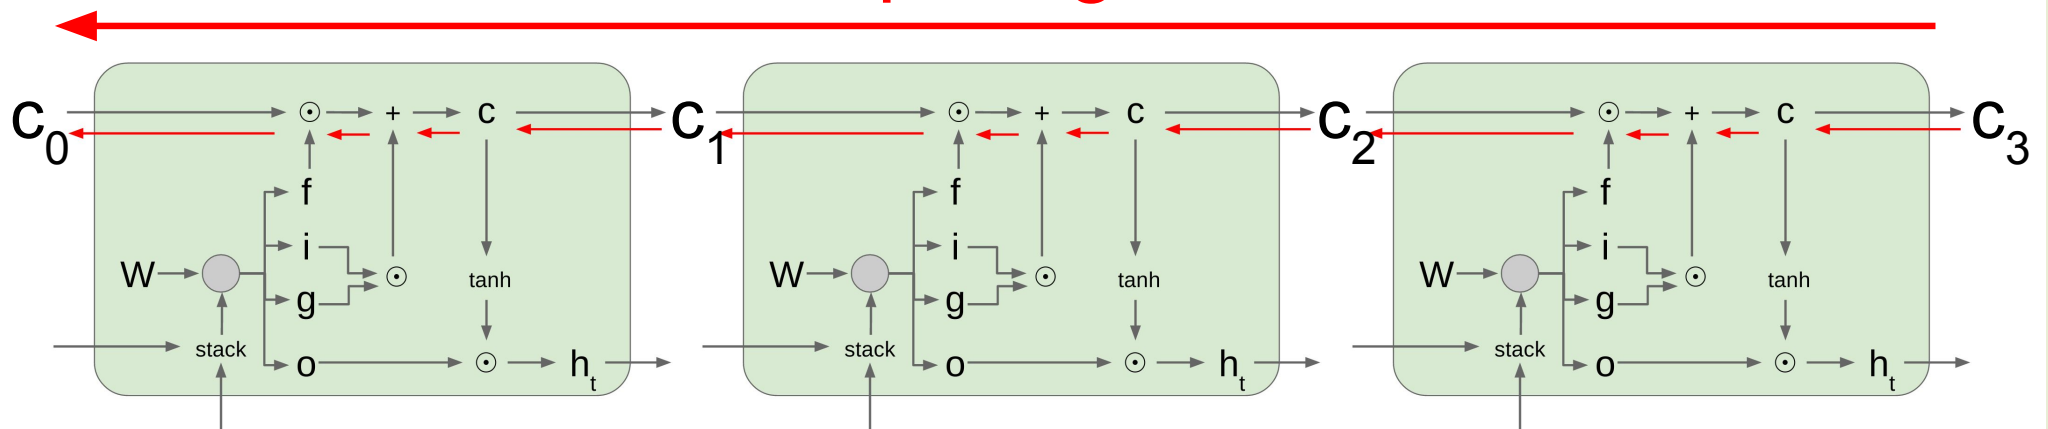 c0 ⊙ + c c1 ⊙ + c c2 ⊙ + c c3
f f f
i i i
W ⊙ tanh W ⊙ tanh W ⊙ tanh
g g g
stack stack stack
o ⊙ ht o ⊙ ht o ⊙ ht